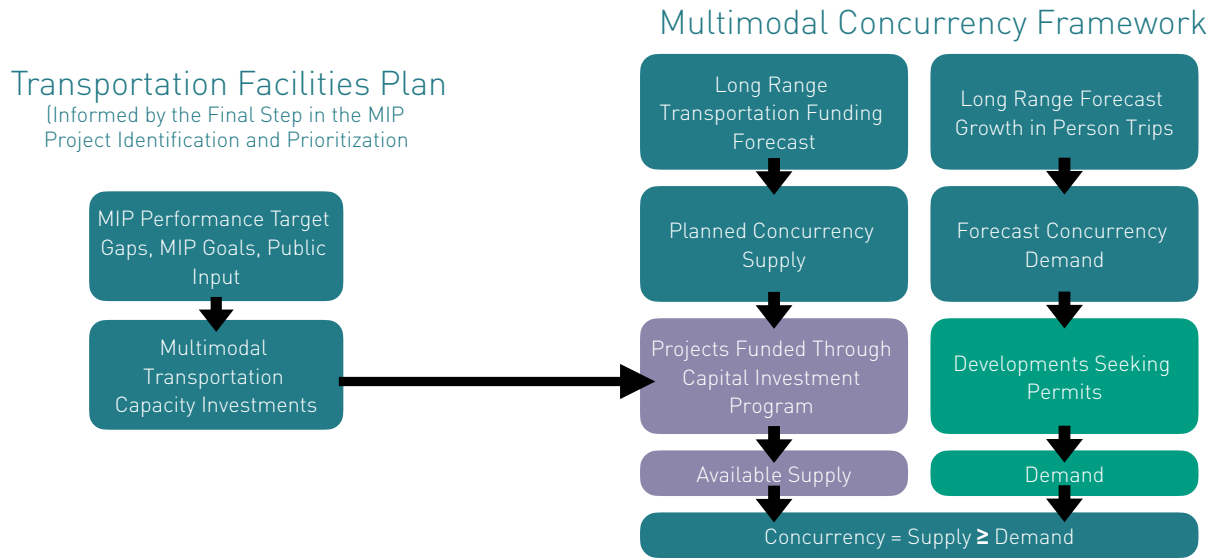 Multimodal Concurrency Framework
Transportation Facilities Plan
(Informed by the Final Step in the MIP
Project Identification and Prioritization
MIP Performance Target
Gaps, MIP Goals, Public
Input
Multimodal
Transportation
Capacity Investments
Long Range
Transportation Funding
Forecast
Planned Concurrency
Supply
Projects Funded Through
Capital Investment
Program
Available Supply
Long Range Forecast
Growth in Person Trips
Forecast Concurrency
Demand
Developments Seeking
Permits
Demand
Concurrency = Supply ≥ Demand